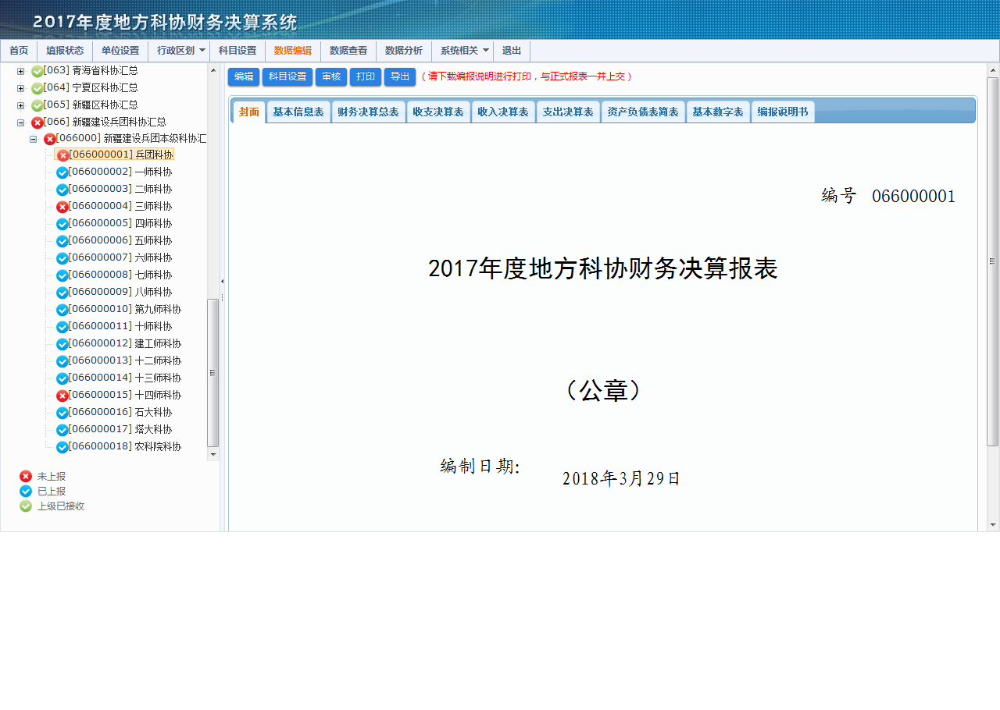 2017年度地方科协财务决算系统
首页 填报状态 单位设置 行政区划 科目设置 数据编辑 数据查看 数据分析 系统相关 退出
[063] 青海省科协汇总
[064] 宁夏区科协汇总
[065] 新疆区科协汇总
[066] 新疆建设兵团科协汇总
[066000] 新疆建设兵团本级科协汇
[066000001] 兵团科协
[066000002] 一师科协
[066000003] 二师科协
[066000004] 三师科协
[066000005] 四师科协
[066000006] 五师科协
[066000007] 六师科协
[066000008] 七师科协
[066000009] 八师科协
[066000010] 第九师科协
[066000011] 十师科协
[066000012] 建工师科协
[066000013] 十二师科协
[066000014] 十三师科协
[066000015] 十四师科协
[066000016] 石大科协
[066000017] 塔大科协
[066000018] 农科院科协
未上报
已上报
上级已接收
编辑 科目设置 审核 打印 导出 （请下载编报说明进行打印，与正式报表一并上交）
封面 基本信息表 财务决算总表 收支决算表 收入决算表 支出决算表 资产负债表简表 基本数字表 编报说明书
编号 066000001
2017年度地方科协财务决算报表
（公章）
编制日期:
2018年3月29日